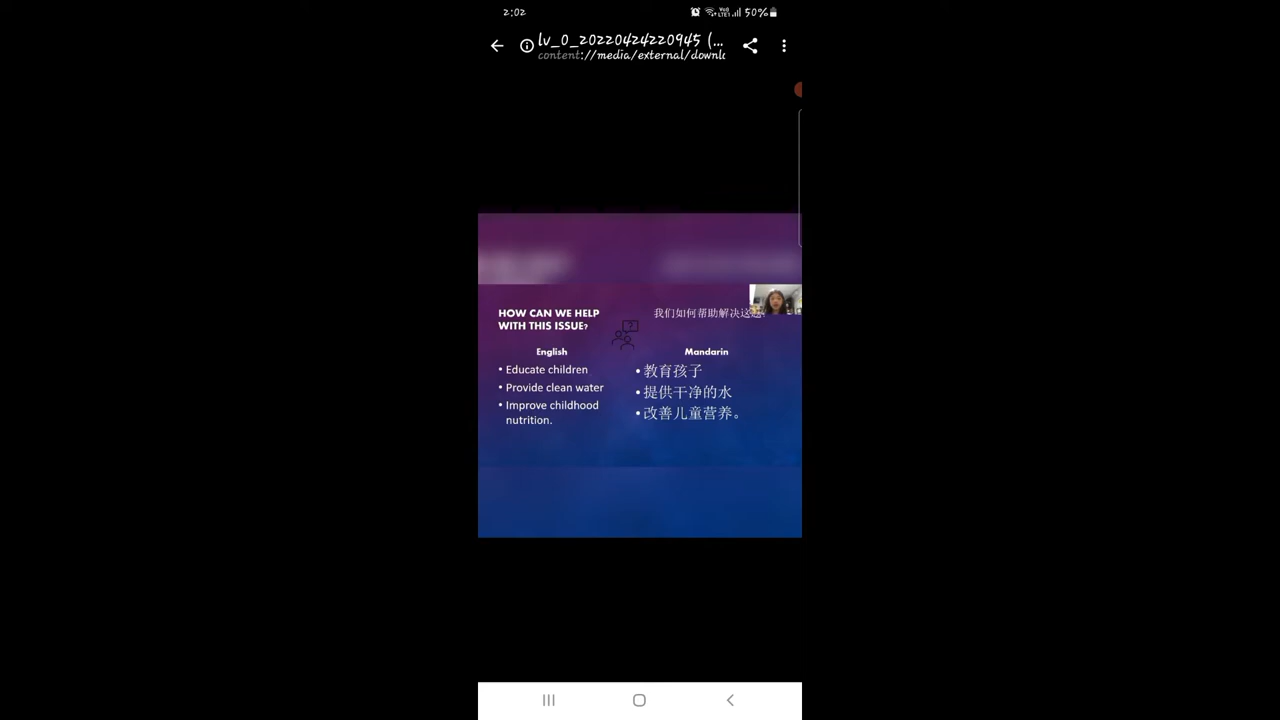 2:02
Vo)) LTE1 50%
lv_0_20220424220945 (...
content://media/external/downl
HOW CAN WE HELP
WITH THIS ISSUE?
我们如何帮助解决这
English
Mandarin
• Educate children
• Provide clean water
• Improve childhood
nutrition.
• 教育孩子
• 提供干净的水
• 改善儿童营养。